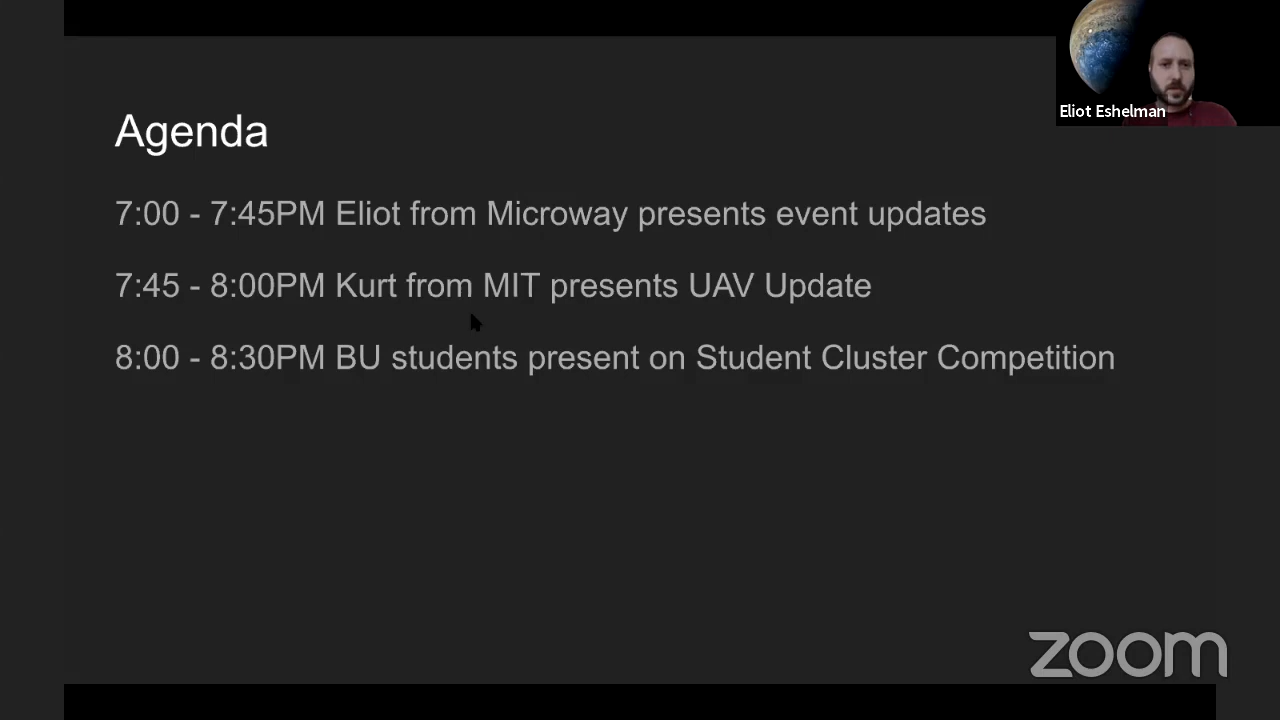 Eliot Eshelman
Agenda
7:00 - 7:45PM Eliot from Microway presents event updates
7:45 - 8:00PM Kurt from MIT presents UAV Update
8:00 - 8:30PM BU students present on Student Cluster Competition
zoom